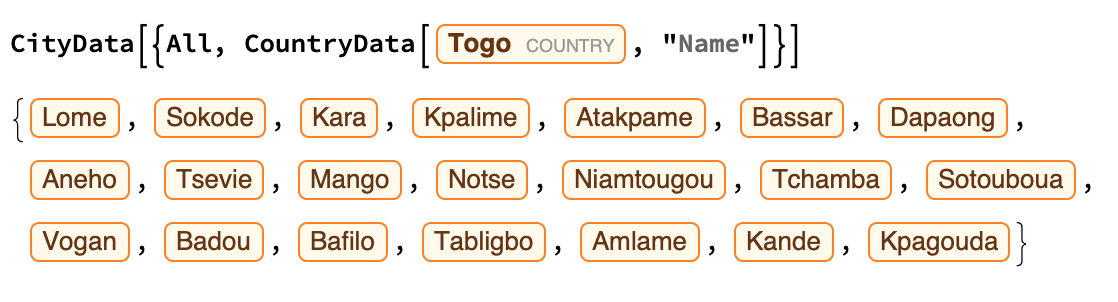 CityData[{All, CountryData[Togo COUNTRY, "Name"]}]
{Lome, Sokode, Kara, Kpalime, Atakpame, Bassar, Dapaong,
Aneho, Tsevie, Mango, Notse, Niamtougou, Tchamba, Sotouboua,
Vogan, Badou, Bafilo, Tabligbo, Amlame, Kande, Kpagouda}